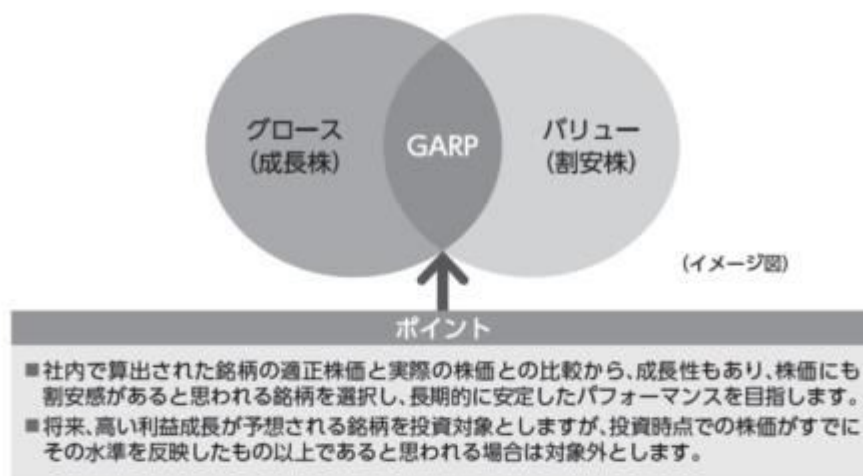 グロース
(成長株)
GARP
バリュー
(割安株)
(イメージ図)
ポイント
■社内で算出された銘柄の適正株価と実際の株価との比較から、成長性もあり、株価にも
割安感があると思われる銘柄を選択し、長期的に安定したパフォーマンスを目指します。
■将来、高い利益成長が予想される銘柄を投資対象としますが、投資時点での株価がすでに
その水準を反映したもの以上であると思われる場合は対象外とします。